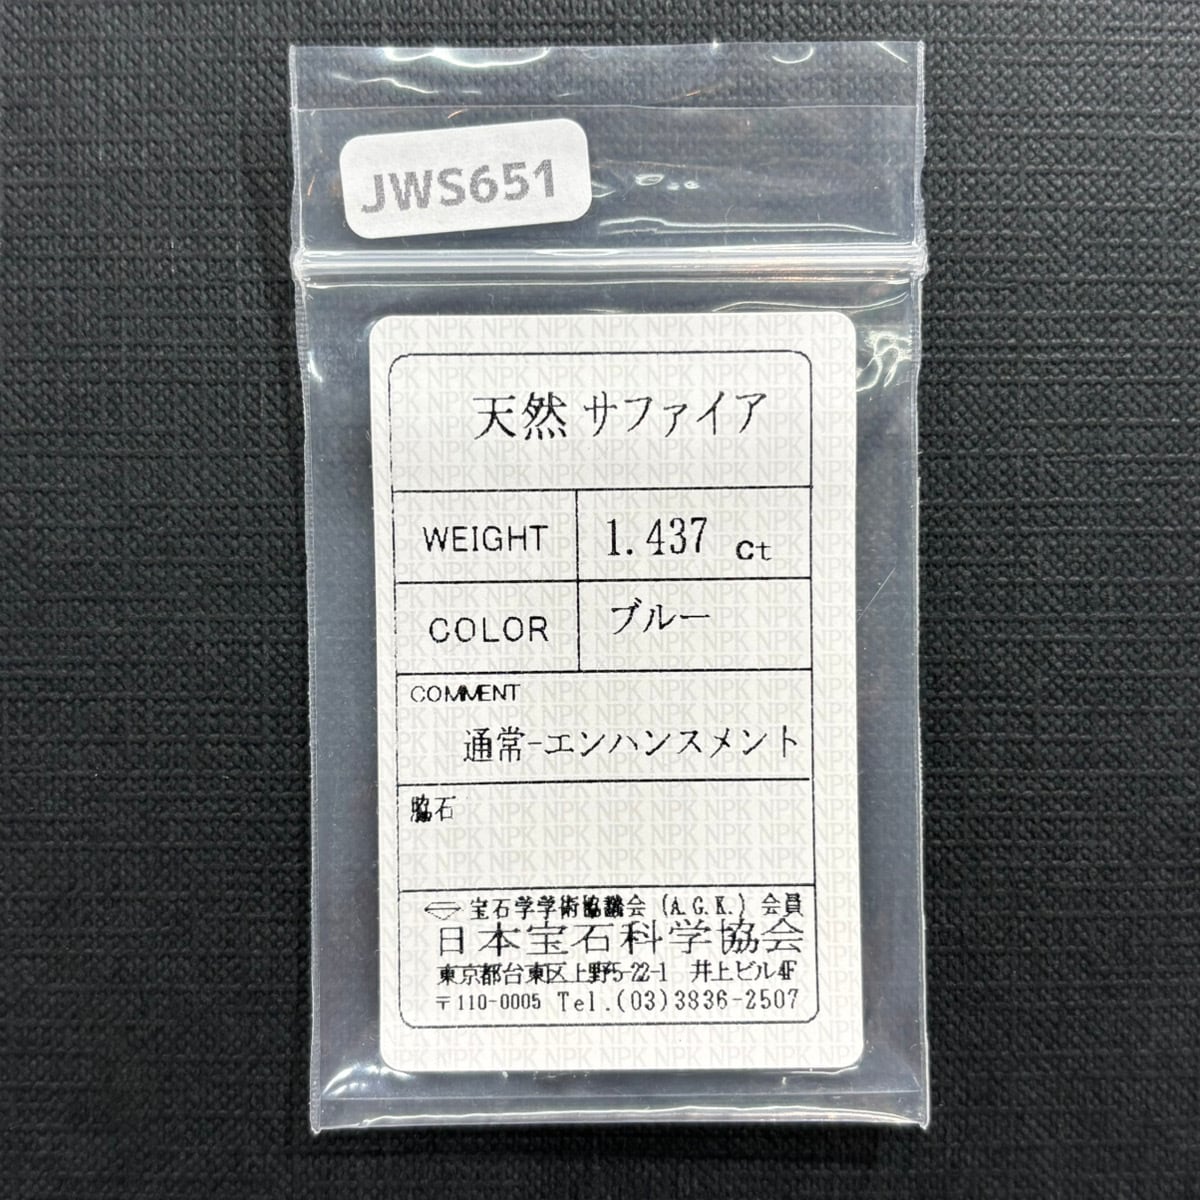 JWS651
天然 サファイア
WEIGHT 1.437 ct
COLOR ブルー
COMMENT
通常-エンハンスメント
脇石
宝石学学術協議会 (A.G.K.) 会員
日本宝石科学協会
東京都台東区上野5-22-1 井上ビル4F
〒110-0005 Tel.(03)3836-2507